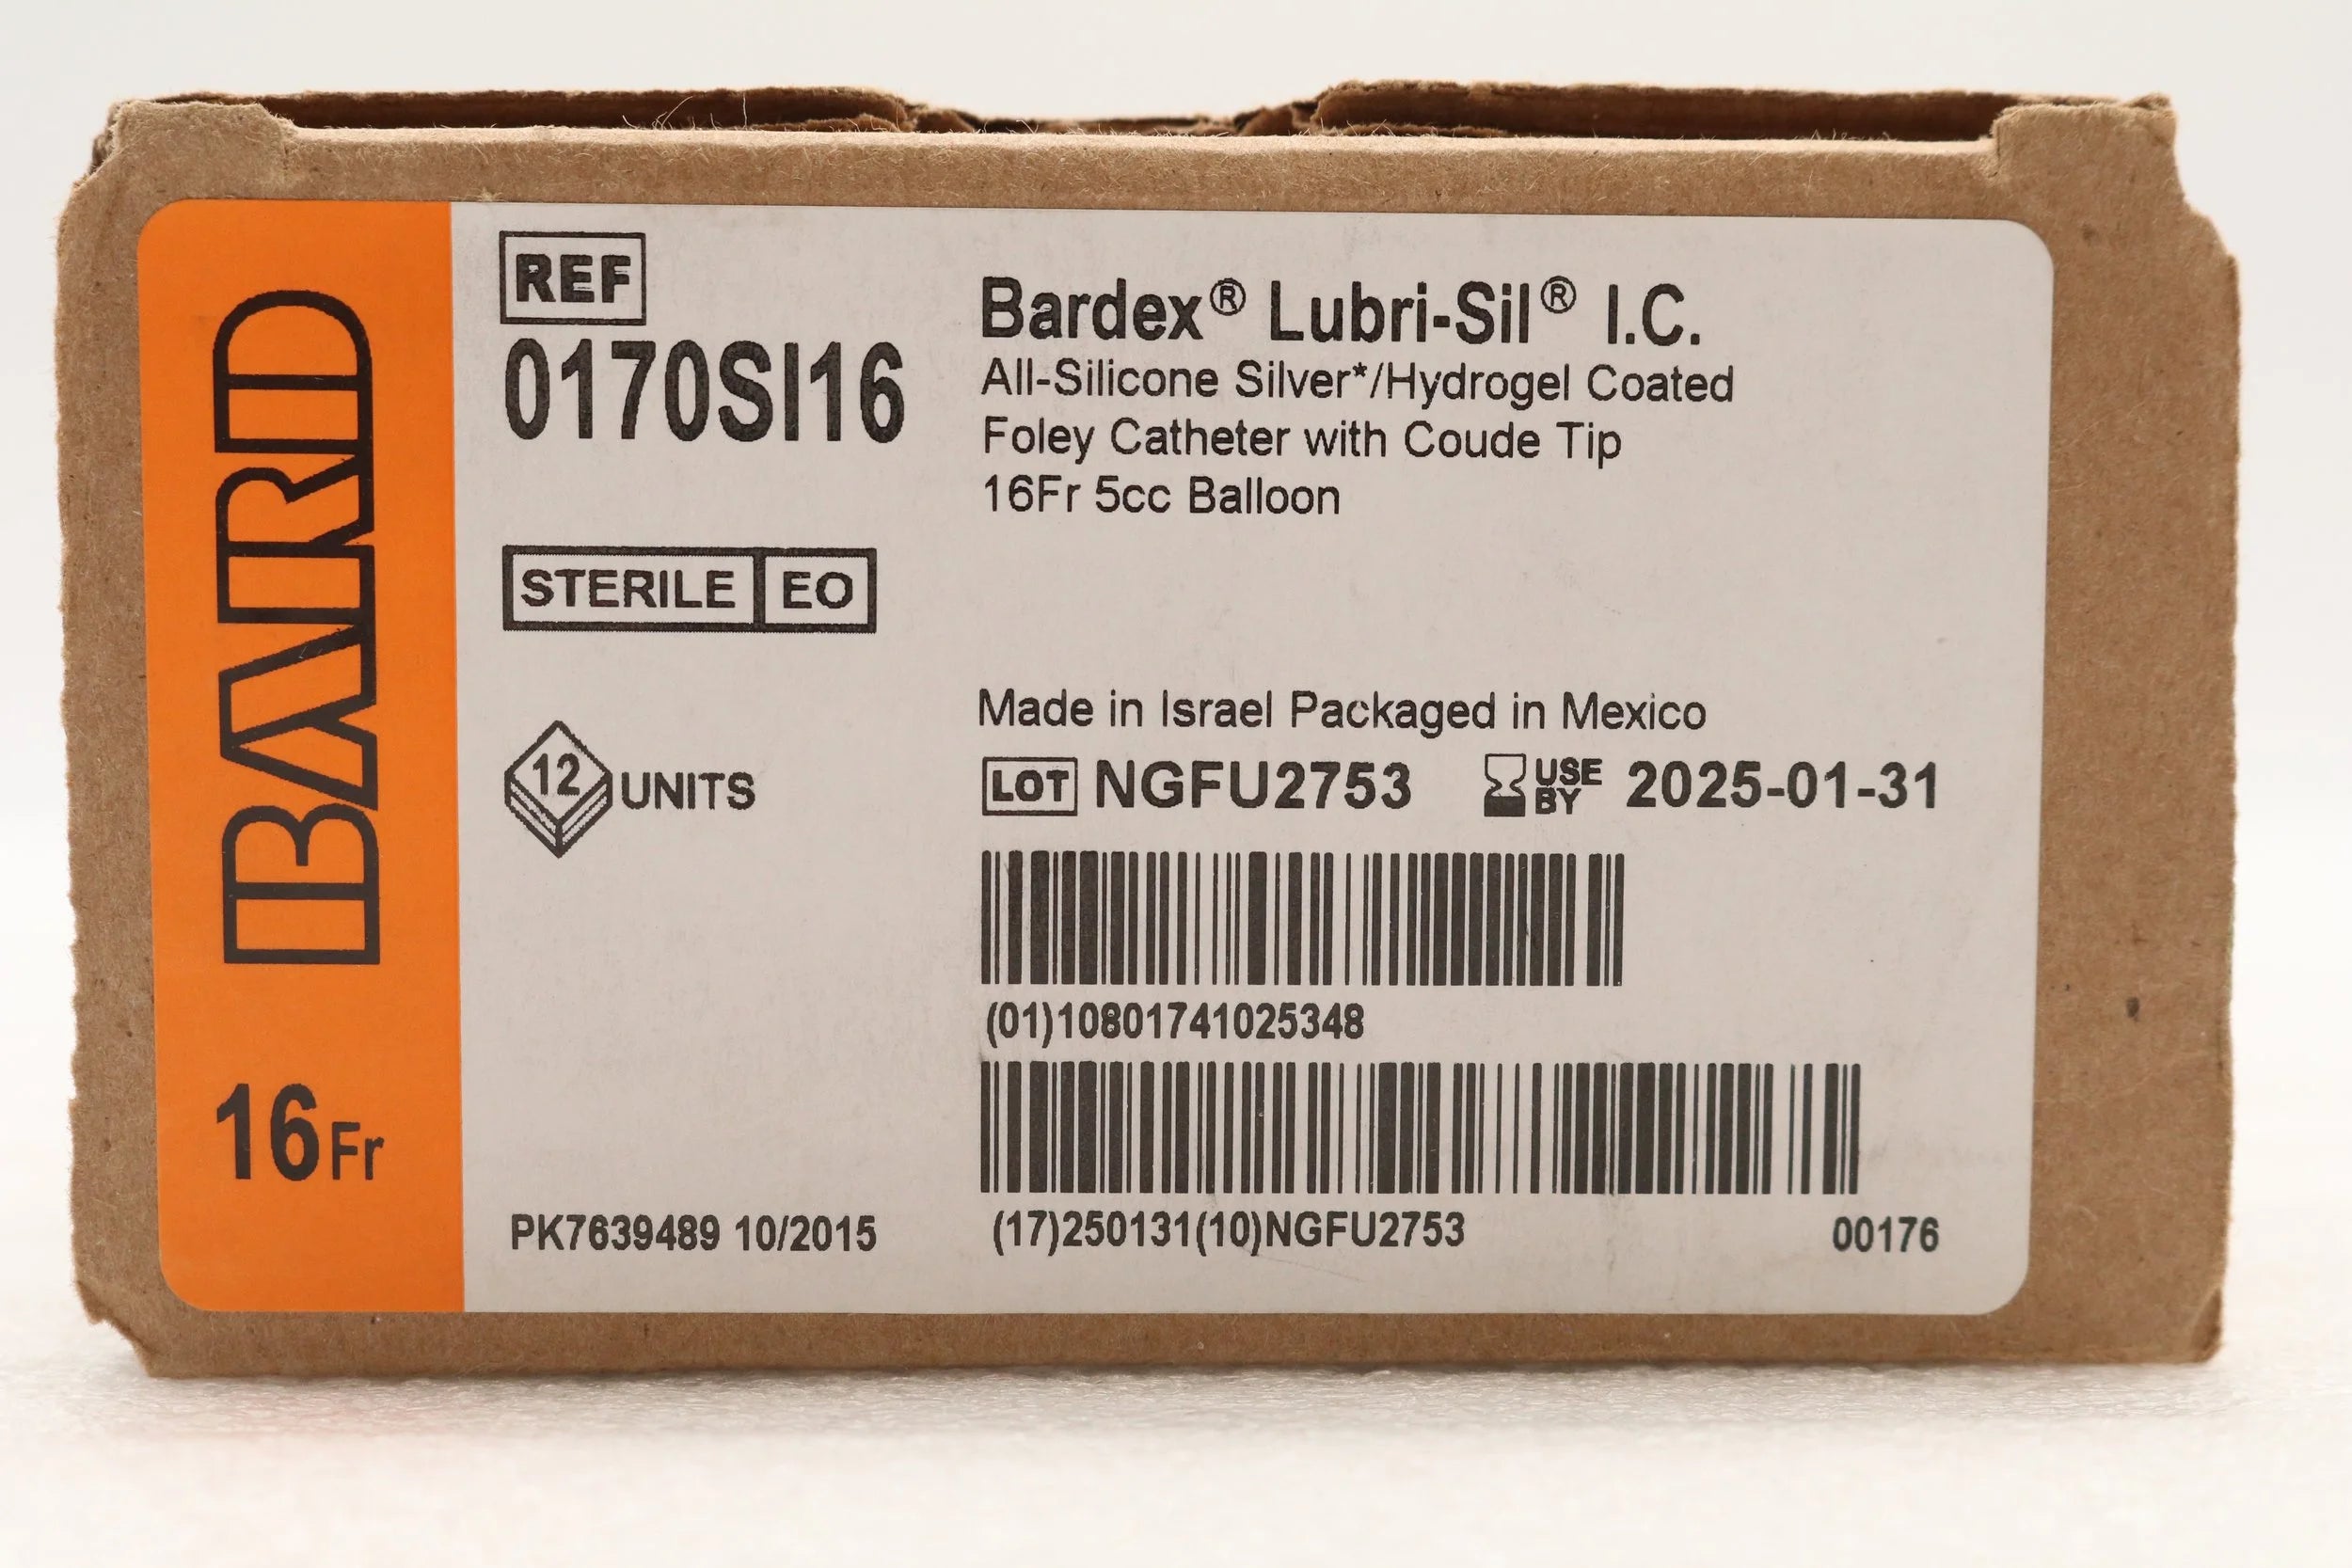 BARD
16Fr
REF
0170SI16
STERILE EO
12 UNITS
PK7639489 10/2015
Bardex® Lubri-Sil® I.C.
All-Silicone Silver*/Hydrogel Coated
Foley Catheter with Coude Tip
16Fr 5cc Balloon
Made in Israel Packaged in Mexico
LOT NGFU2753 USE BY 2025-01-31
(01)10801741025348
(17)250131(10)NGFU2753 00176